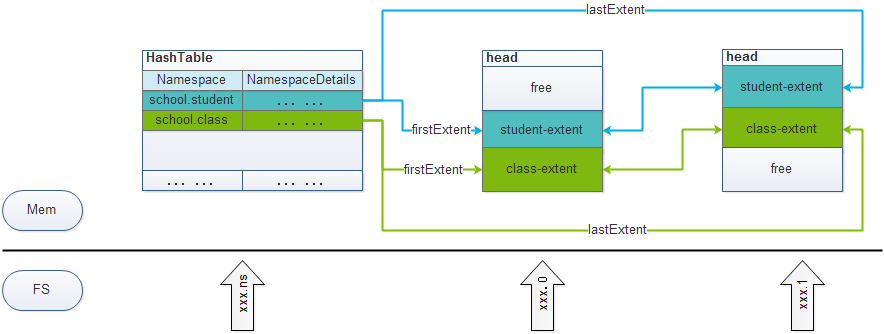 lastExtent
HashTable
Namespace NamespaceDetails
school.student ... ...
school.class ... ...
... ... ... ...
head
free
student-extent
class-extent
head
student-extent
class-extent
free
firstExtent
firstExtent
lastExtent
Mem
FS
xxx.ns
xxx.0
xxx.1